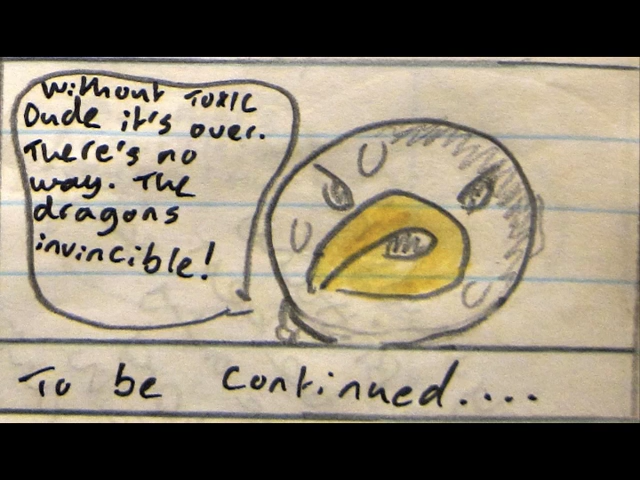 Without TOXIC
Dude it's over.
There's no
way. The
dragons
invincible!
To be continued....